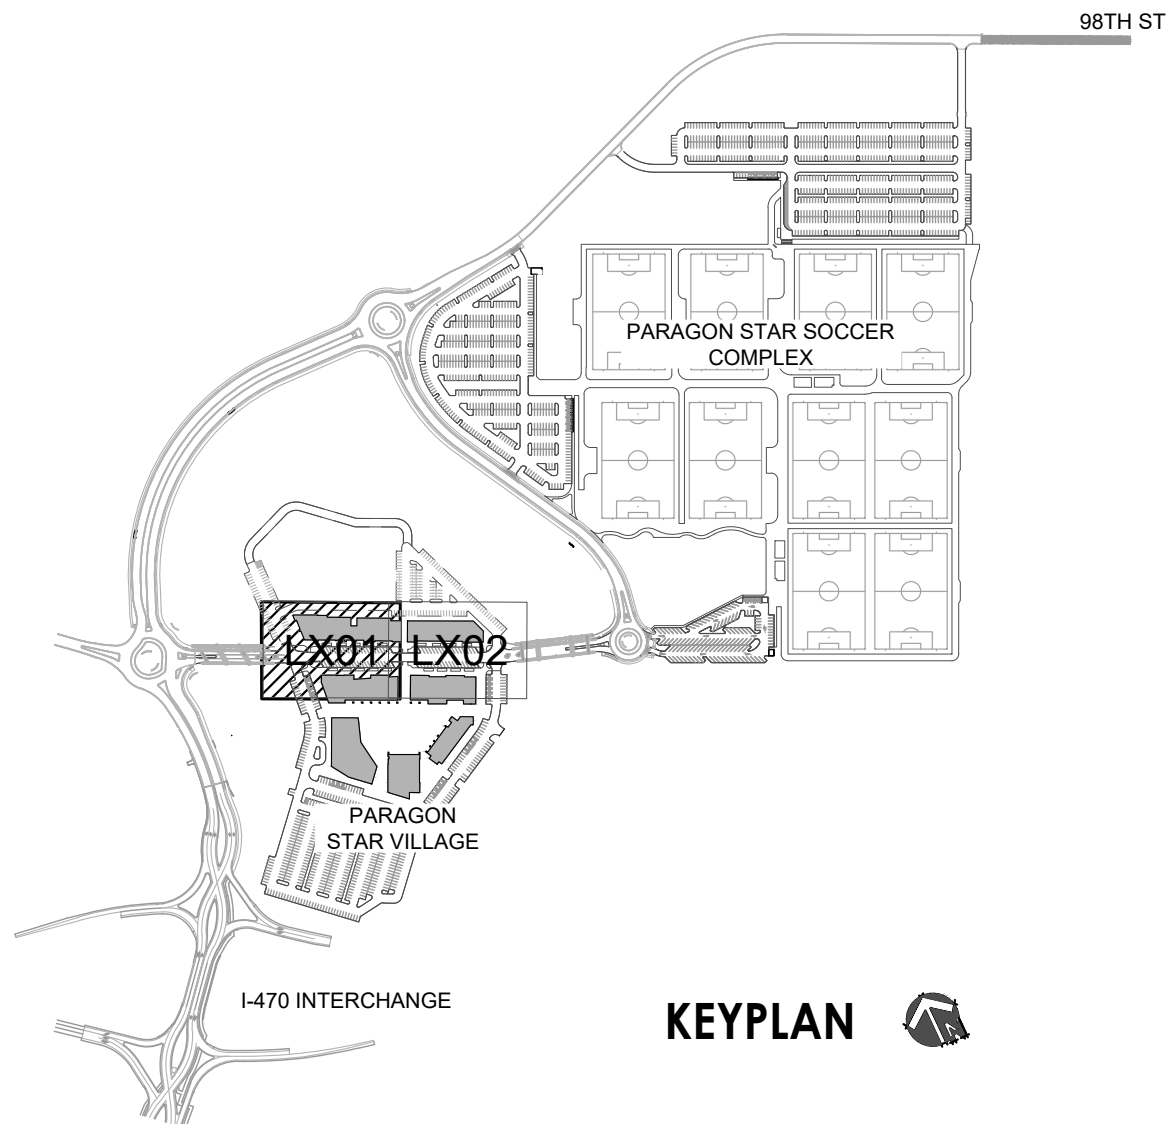 98TH ST
PARAGON STAR SOCCER
COMPLEX
LX01 LX02
PARAGON
STAR VILLAGE
I-470 INTERCHANGE
KEYPLAN